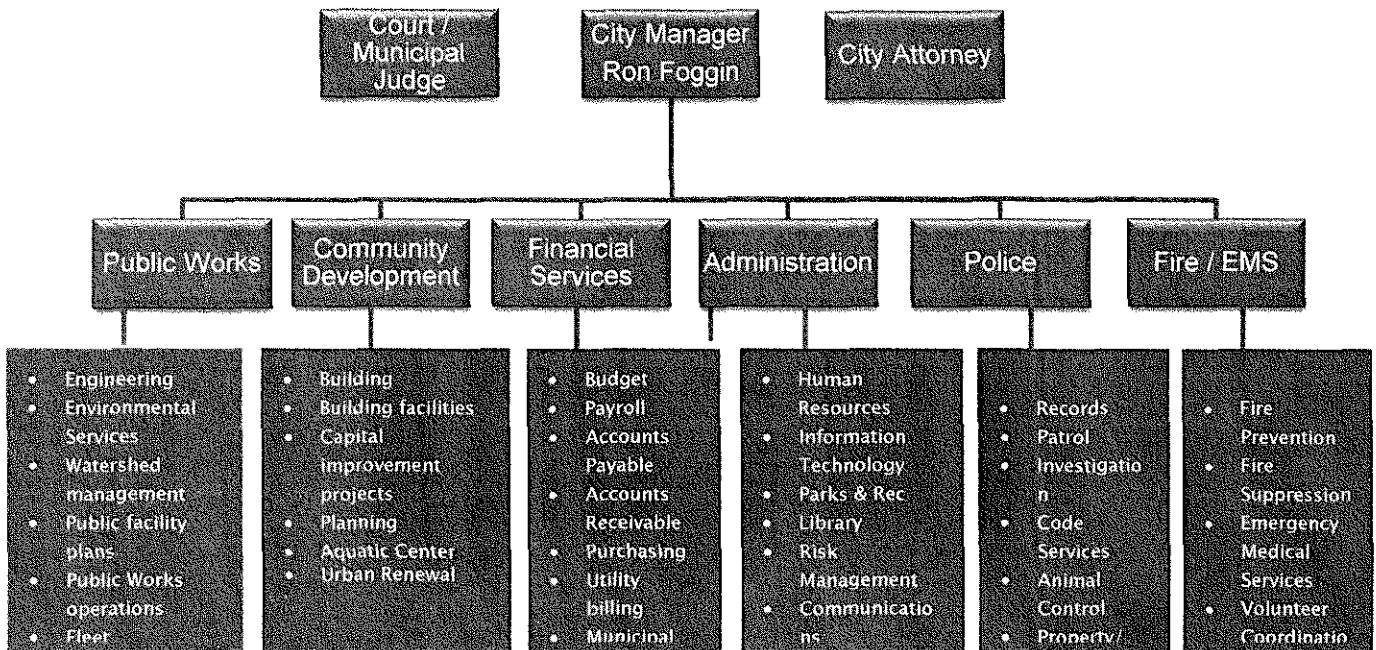 Court /
Municipal
Judge
City Manager
Ron Foggin
City Attorney
Public Works
Community
Development
Financial
Services
Administration
Police
Fire / EMS
• Engineering
• Environmental
Services
• Watershed
management
• Public facility
plans
• Public Works
operations
• Fleet
• Building
• Building facilities
• Capital
improvement
projects
• Planning
• Aquatic Center
• Urban Renewal
• Budget
• Payroll
• Accounts
Payable
• Accounts
Receivable
• Purchasing
• Utility
billing
• Municipal
• Human
Resources
• Information
Technology
• Parks & Rec
• Library
• Risk
Management
• Communicatio
ns
• Records
• Patrol
• Investigatio
n
• Code
Services
• Animal
Control
• Property/
• Fire
Prevention
• Fire
Suppression
• Emergency
Medical
Services
• Volunteer
Coordinatio